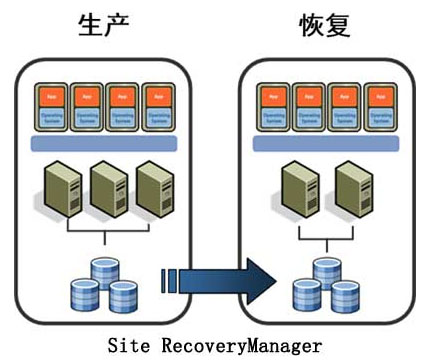 生产 恢复
App App App App App App App App
Operating System Operating System Operating System Operating System Operating System Operating System Operating System Operating System
Site RecoveryManager